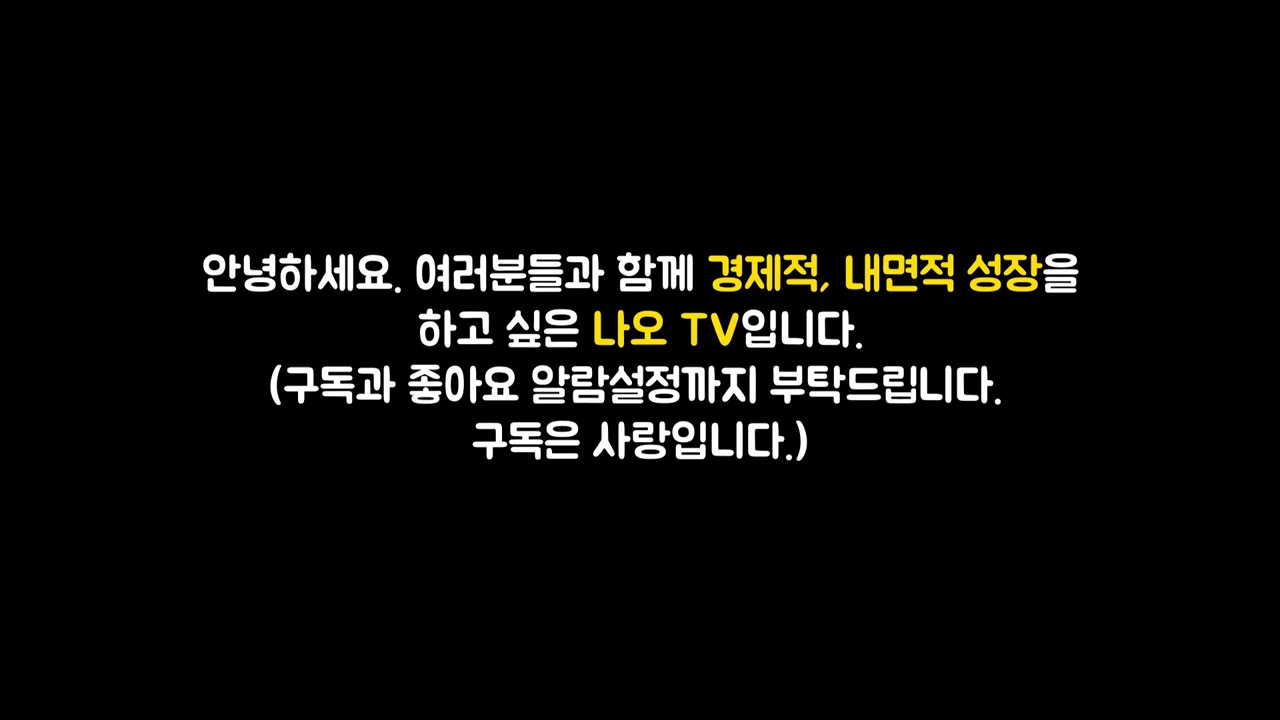 안녕하세요. 여러분들과 함께 경제적, 내면적 성장을
하고 싶은 나오 TV입니다.
(구독과 좋아요 알람설정까지 부탁드립니다.
구독은 사랑입니다.)